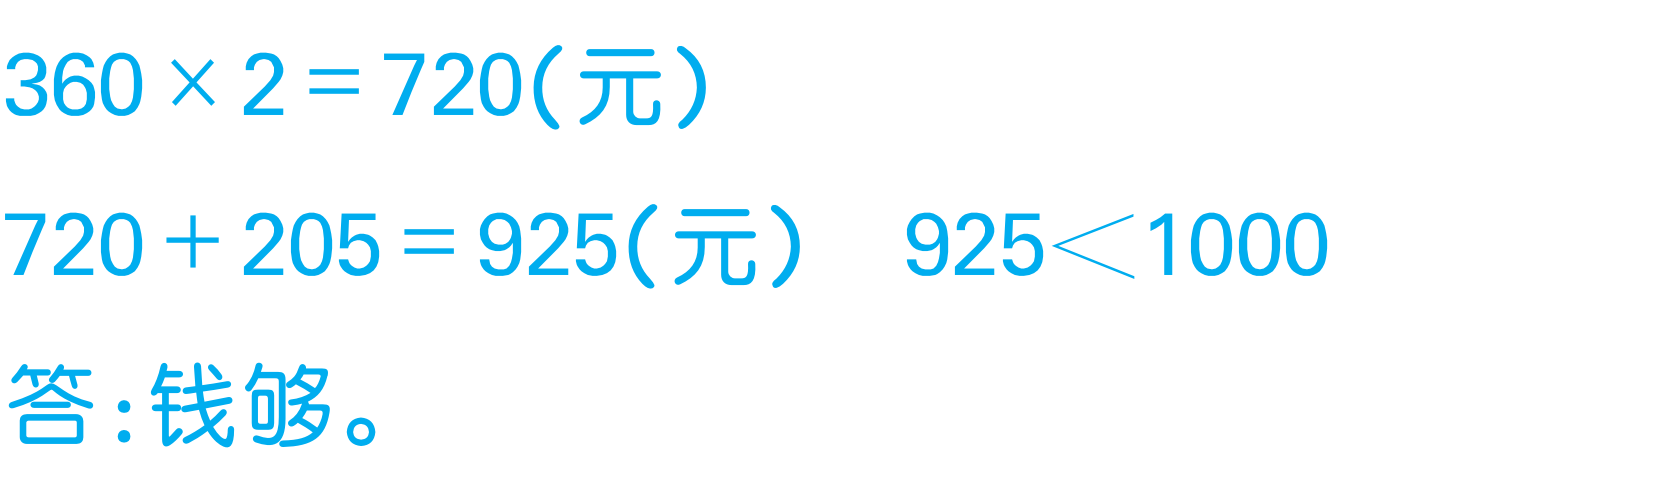 360 × 2 = 720(元)
720 + 205 = 925(元) 925<1000
答:钱够。